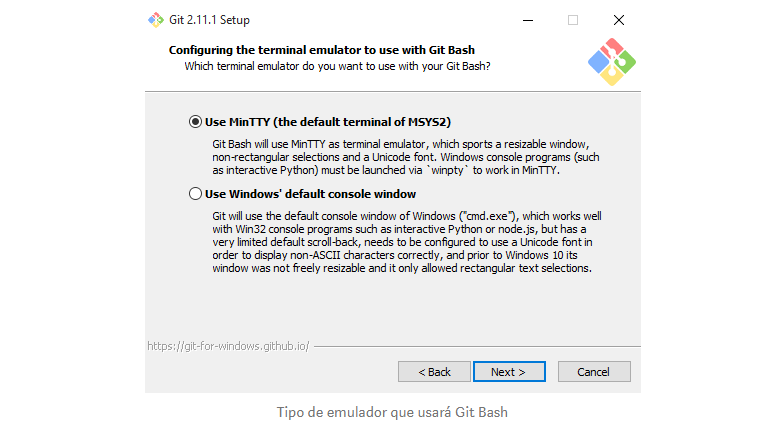 Git 2.11.1 Setup
Configuring the terminal emulator to use with Git Bash
Which terminal emulator do you want to use with your Git Bash?
Use MinTTY (the default terminal of MSYS2)
Git Bash will use MinTTY as terminal emulator, which sports a resizable window,
non-rectangular selections and a Unicode font. Windows console programs (such
as interactive Python) must be launched via `winpty` to work in MinTTY.
Use Windows' default console window
Git will use the default console window of Windows ("cmd.exe"), which works well
with Win32 console programs such as interactive Python or node.js, but has a
very limited default scroll-back, needs to be configured to use a Unicode font in
order to display non-ASCII characters correctly, and prior to Windows 10 its
window was not freely resizable and it only allowed rectangular text selections.
https://git-for-windows.github.io/
< Back
Next >
Cancel
Tipo de emulador que usará Git Bash